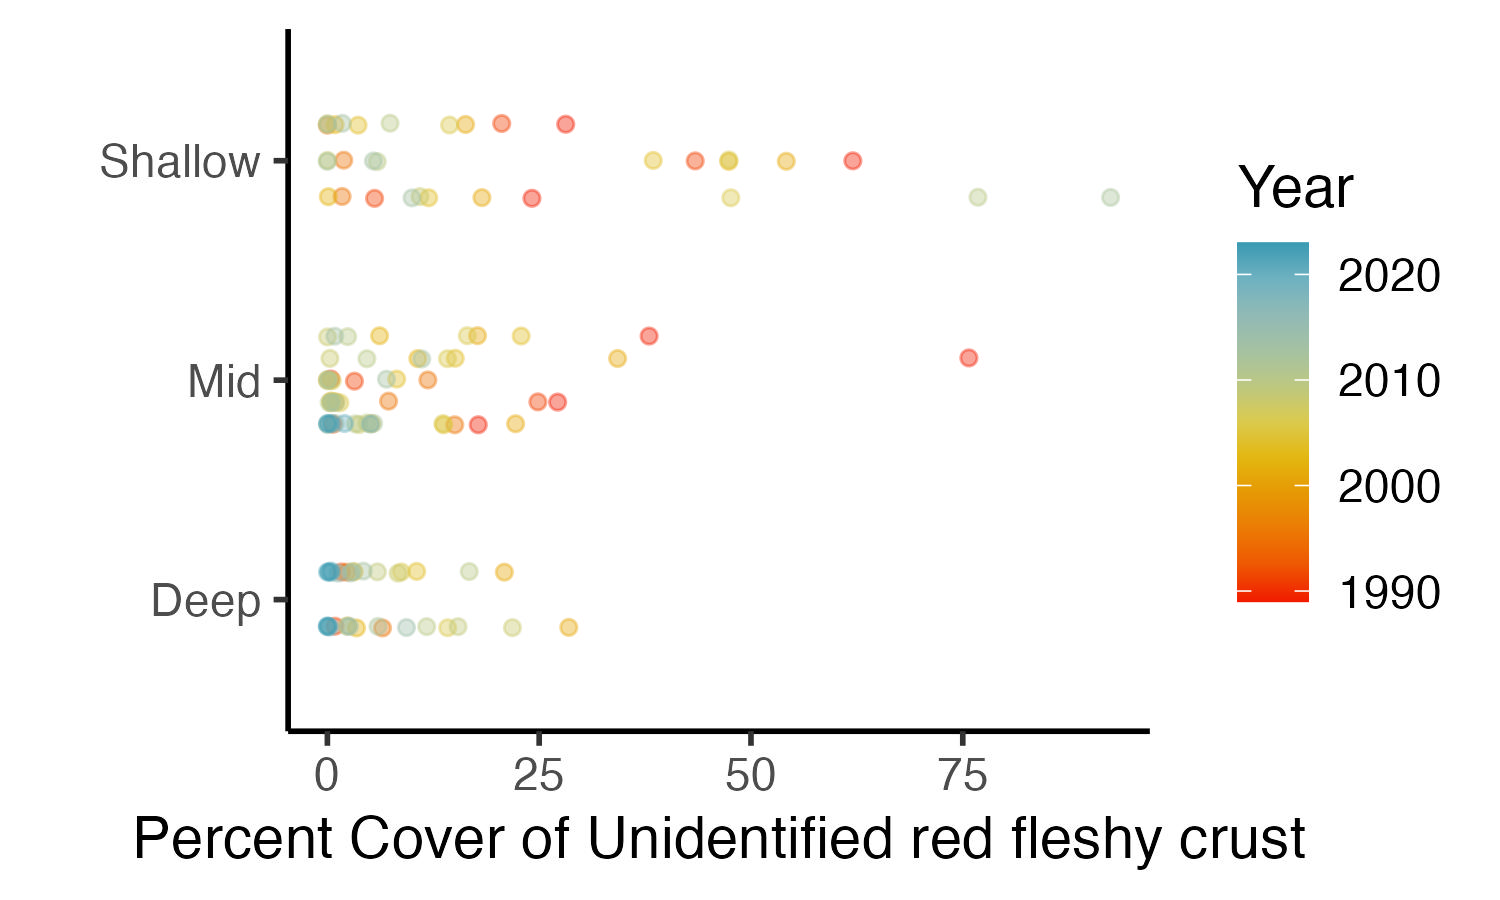 Shallow
Mid
Deep
0 25 50 75
Percent Cover of Unidentified red fleshy crust
Year
2020
2010
2000
1990